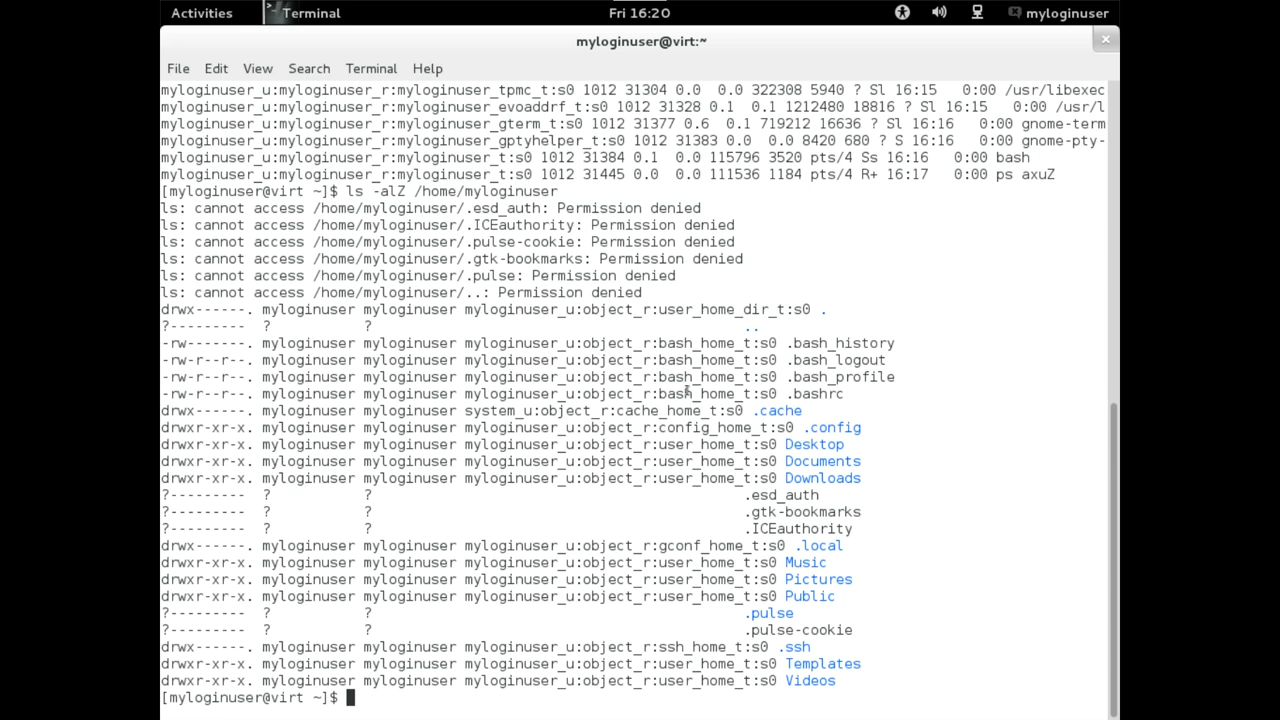 Activities Terminal Fri 16:20 myloginuser
myloginuser@virt:~
File Edit View Search Terminal Help
myloginuser_u:myloginuser_r:myloginuser_tpmc_t:s0 1012 31304 0.0  0.0 322308 5940 ? Sl 16:15   0:00 /usr/libexec
myloginuser_u:myloginuser_r:myloginuser_evoaddrf_t:s0 1012 31328 0.1  0.1 1212480 18816 ? Sl 16:15   0:00 /usr/l
myloginuser_u:myloginuser_r:myloginuser_gterm_t:s0 1012 31377 0.6  0.1 719212 16636 ? Sl 16:16   0:00 gnome-term
myloginuser_u:myloginuser_r:myloginuser_gptyhelper_t:s0 1012 31383 0.0  0.0 8420 680 ? S 16:16   0:00 gnome-pty-
myloginuser_u:myloginuser_r:myloginuser_t:s0 1012 31384 0.1  0.0 115796 3520 pts/4 Ss 16:16   0:00 bash
myloginuser_u:myloginuser_r:myloginuser_t:s0 1012 31445 0.0  0.0 111536 1184 pts/4 R+ 16:17   0:00 ps axuZ
[myloginuser@virt ~]$ ls -alZ /home/myloginuser
ls: cannot access /home/myloginuser/.esd_auth: Permission denied
ls: cannot access /home/myloginuser/.ICEauthority: Permission denied
ls: cannot access /home/myloginuser/.pulse-cookie: Permission denied
ls: cannot access /home/myloginuser/.gtk-bookmarks: Permission denied
ls: cannot access /home/myloginuser/.pulse: Permission denied
ls: cannot access /home/myloginuser/..: Permission denied
drwx------. myloginuser myloginuser myloginuser_u:object_r:user_home_dir_t:s0 .
?---------  ?           ?                                             ..
-rw-------. myloginuser myloginuser myloginuser_u:object_r:bash_home_t:s0 .bash_history
-rw-r--r--. myloginuser myloginuser myloginuser_u:object_r:bash_home_t:s0 .bash_logout
-rw-r--r--. myloginuser myloginuser myloginuser_u:object_r:bash_home_t:s0 .bash_profile
-rw-r--r--. myloginuser myloginuser myloginuser_u:object_r:bash_home_t:s0 .bashrc
drwx------. myloginuser myloginuser system_u:object_r:cache_home_t:s0 .cache
drwxr-xr-x. myloginuser myloginuser myloginuser_u:object_r:config_home_t:s0 .config
drwxr-xr-x. myloginuser myloginuser myloginuser_u:object_r:user_home_t:s0 Desktop
drwxr-xr-x. myloginuser myloginuser myloginuser_u:object_r:user_home_t:s0 Documents
drwxr-xr-x. myloginuser myloginuser myloginuser_u:object_r:user_home_t:s0 Downloads
?---------  ?           ?                                             .esd_auth
?---------  ?           ?                                             .gtk-bookmarks
?---------  ?           ?                                             .ICEauthority
drwx------. myloginuser myloginuser myloginuser_u:object_r:gconf_home_t:s0 .local
drwxr-xr-x. myloginuser myloginuser myloginuser_u:object_r:user_home_t:s0 Music
drwxr-xr-x. myloginuser myloginuser myloginuser_u:object_r:user_home_t:s0 Pictures
drwxr-xr-x. myloginuser myloginuser myloginuser_u:object_r:user_home_t:s0 Public
?---------  ?           ?                                             .pulse
?---------  ?           ?                                             .pulse-cookie
drwx------. myloginuser myloginuser myloginuser_u:object_r:ssh_home_t:s0 .ssh
drwxr-xr-x. myloginuser myloginuser myloginuser_u:object_r:user_home_t:s0 Templates
drwxr-xr-x. myloginuser myloginuser myloginuser_u:object_r:user_home_t:s0 Videos
[myloginuser@virt ~]$